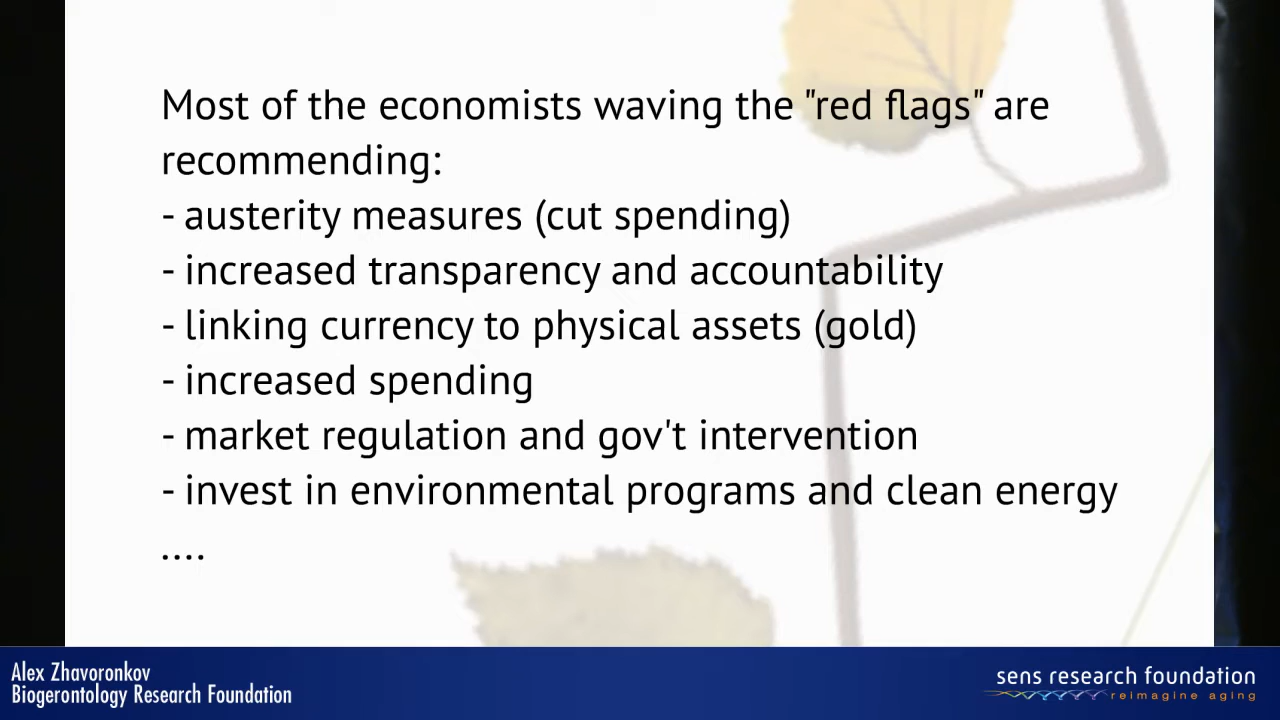 Most of the economists waving the "red flags" are
recommending:
- austerity measures (cut spending)
- increased transparency and accountability
- linking currency to physical assets (gold)
- increased spending
- market regulation and gov't intervention
- invest in environmental programs and clean energy
....
Alex Zhavoronkov
Biogerontology Research Foundation
sens research foundation
reimagine aging